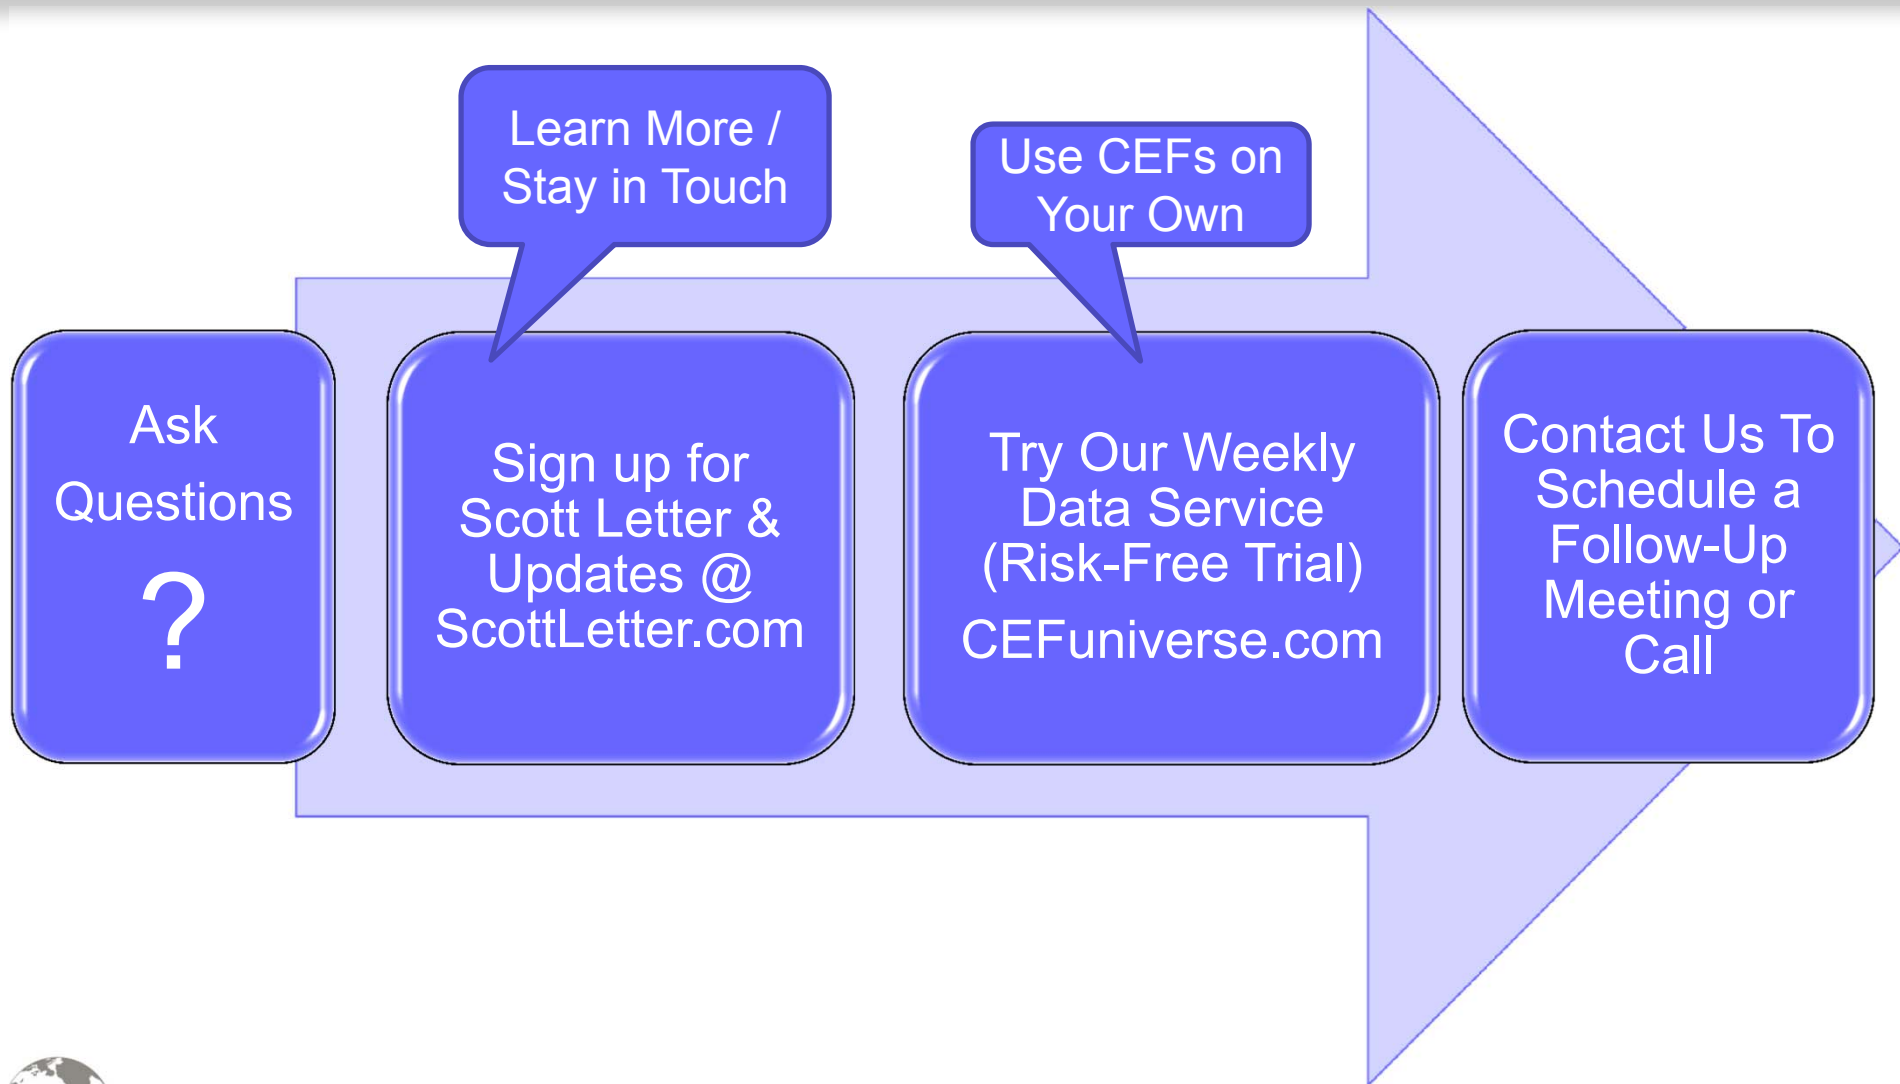 Learn More /
Stay in Touch
Use CEFs on
Your Own
Ask
Questions
?
Sign up for
Scott Letter &
Updates @
ScottLetter.com
Try Our Weekly
Data Service
(Risk-Free Trial)
CEFuniverse.com
Contact Us To
Schedule a
Follow-Up
Meeting or
Call